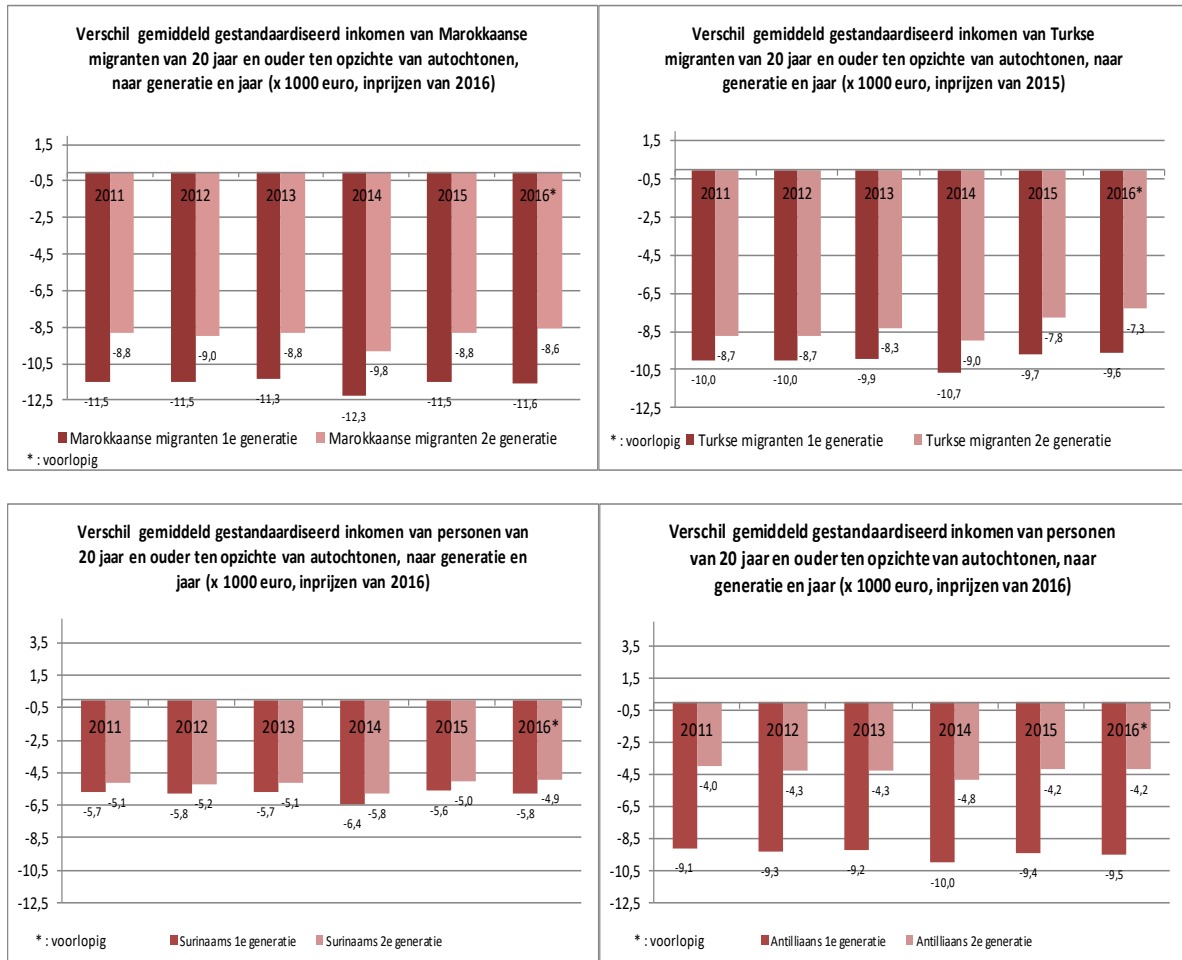 Verschil gemiddeld gestandaardiseerd inkomen van Marokkaanse
migranten van 20 jaar en ouder ten opzichte van autochtonen,
naar generatie en jaar (x 1000 euro, inprijzen van 2016)
1,5
-0,5
-2,5
-4,5
-6,5
-8,5
-10,5
-12,5
2011 2012 2013 2014 2015 2016*
-8,8 -9,0 -8,8 -9,8 -8,8 -8,6
-11,5 -11,5 -11,3 -12,3 -11,5 -11,6
Marokkaanse migranten 1e generatie Marokkaanse migranten 2e generatie
* : voorlopig
Verschil gemiddeld gestandaardiseerd inkomen van Turkse
migranten van 20 jaar en ouder ten opzichte van autochtonen, naar
generatie en jaar (x 1000 euro, inprijzen van 2015)
1,5
-0,5
-2,5
-4,5
-6,5
-8,5
-10,5
-12,5
2011 2012 2013 2014 2015 2016*
-8,7 -8,7 -8,3 -9,0 -7,8 -7,3
-10,0 -10,0 -9,9 -10,7 -9,7 -9,6
* : voorlopig Turkse migranten 1e generatie Turkse migranten 2e generatie
Verschil gemiddeld gestandaardiseerd inkomen van personen van
20 jaar en ouder ten opzichte van autochtonen, naar generatie en
jaar (x 1000 euro, inprijzen van 2016)
3,5
1,5
-0,5
-2,5
-4,5
-6,5
-8,5
-10,5
-12,5
2011 2012 2013 2014 2015 2016*
-5,1 -5,2 -5,1 -5,8 -5,0 -4,9
-5,7 -5,8 -5,7 -6,4 -5,6 -5,8
* : voorlopig Surinaams 1e generatie Surinaams 2e generatie
Verschil gemiddeld gestandaardiseerd inkomen van personen
van 20 jaar en ouder ten opzichte van autochtonen, naar
generatie en jaar (x 1000 euro, inprijzen van 2016)
3,5
1,5
-0,5
-2,5
-4,5
-6,5
-8,5
-10,5
-12,5
2011 2012 2013 2014 2015 2016*
-4,0 -4,3 -4,3 -4,8 -4,2 -4,2
-9,1 -9,3 -9,2 -10,0 -9,4 -9,5
* : voorlopig Antilliaans 1e generatie Antilliaans 2e generatie